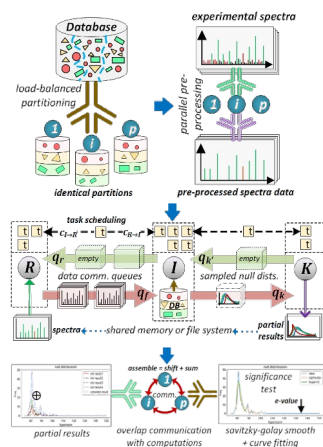 Database
load-balanced
partitioning
1
i
p
identical partitions
experimental spectra
parallel pre-
processing
1
i
p
pre-processed spectra data
task scheduling
t
t
t
t
t
t
t
R
q_r
empty
data comm. queues
q_f
I
DB
q_k'
empty
sampled null dists.
q_k
K
spectra
shared memory or file system
partial
results
assemble = shift + sum
comm.
1
i
p
partial results
overlap communication
with computations
significance
test
e-value
savitzky-golay smooth
+ curve fitting